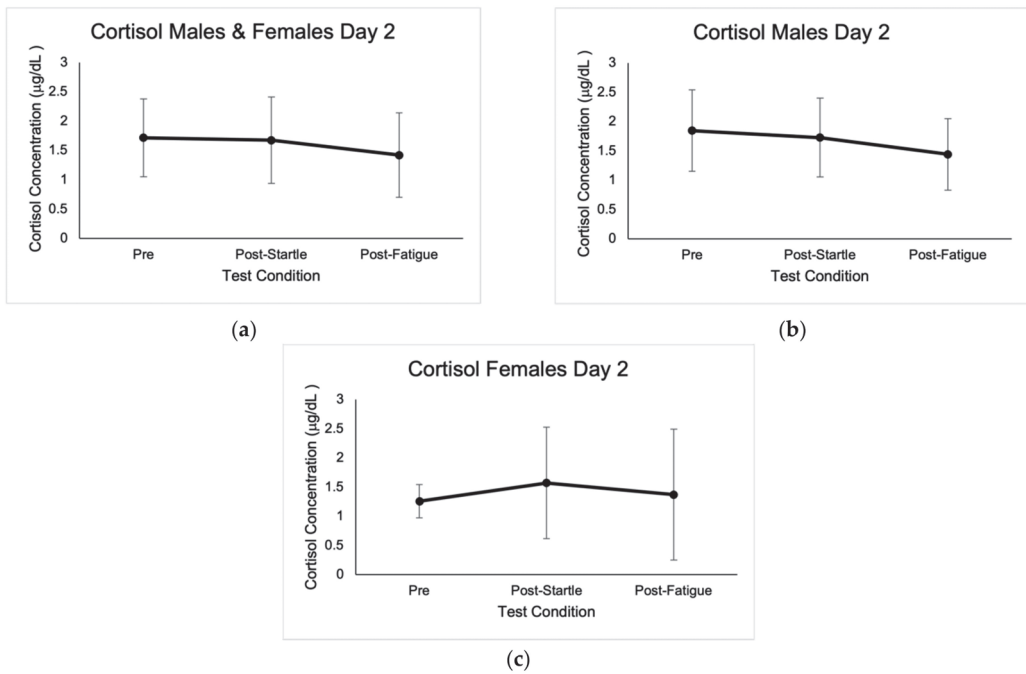 Cortisol Males & Females Day 2
Cortisol Concentration (μg/dL )
3
2.5
2
1.5
1
0.5
0
Pre
Post-Startle
Post-Fatigue
Test Condition
(a)
Cortisol Males Day 2
Cortisol Concentration (μg/dL )
3
2.5
2
1.5
1
0.5
0
Pre
Post-Startle
Post-Fatigue
Test Condition
(b)
Cortisol Females Day 2
Cortisol Concentration (μg/dL )
3
2.5
2
1.5
1
0.5
0
Pre
Post-Startle
Post-Fatigue
Test Condition
(c)